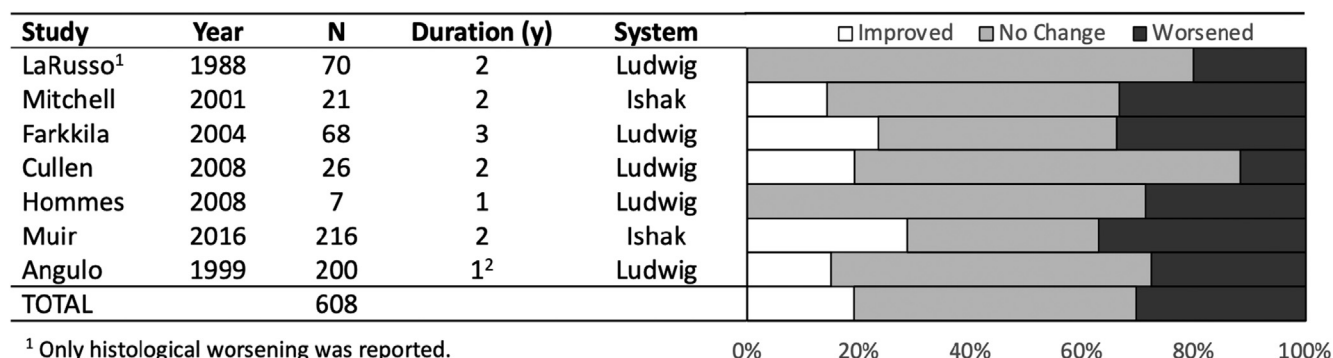 Study Year N Duration (y) System Improved No Change Worsened
LaRusso¹ 1988 70 2 Ludwig
Mitchell 2001 21 2 Ishak
Farkkila 2004 68 3 Ludwig
Cullen 2008 26 2 Ludwig
Hommes 2008 7 1 Ludwig
Muir 2016 216 2 Ishak
Angulo 1999 200 1² Ludwig
TOTAL 608
¹ Only histological worsening was reported. 0% 20% 40% 60% 80% 100%